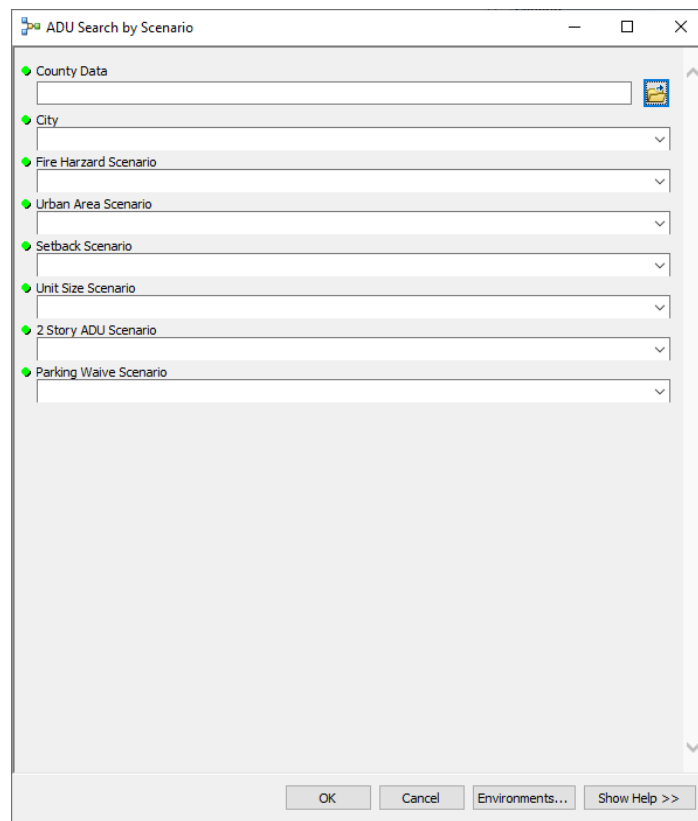 ADU Search by Scenario
County Data
City
Fire Harzard Scenario
Urban Area Scenario
Setback Scenario
Unit Size Scenario
2 Story ADU Scenario
Parking Waive Scenario
OK Cancel Environments... Show Help >>